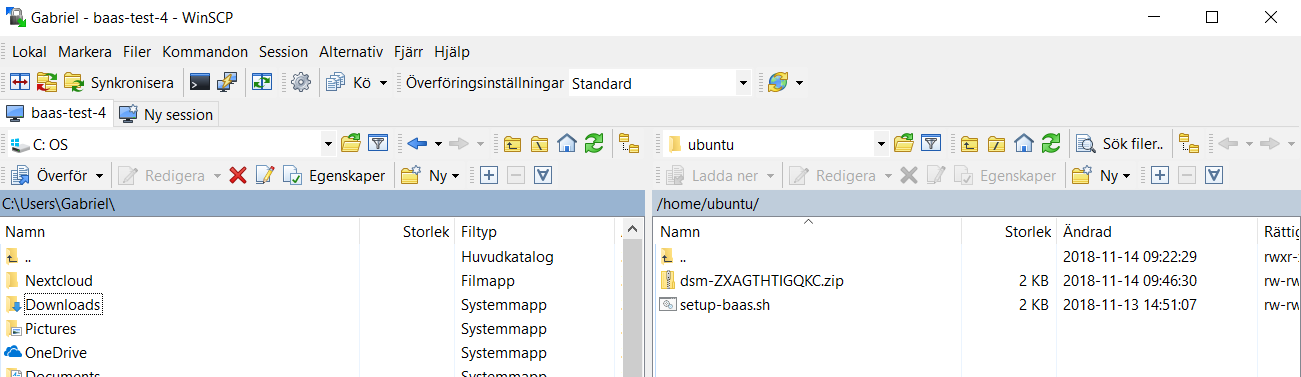 Gabriel - baas-test-4 - WinSCP
Lokal Markera Filer Kommandon Session Alternativ Fjärr Hjälp
Synkronisera Kö Överföringsinställningar Standard
baas-test-4 Ny session
C: OS
ubuntu Sök filer..
Överför Redigera Egenskaper Ny
Ladda ner Redigera Egenskaper Ny
C:\Users\Gabriel\
/home/ubuntu/
Namn Storlek Filtyp
.. Huvudkatalog
Nextcloud Filmapp
Downloads Systemmapp
Pictures Systemmapp
OneDrive Systemmapp
Documents Systemmapp
Namn Storlek Ändrad Rättig
.. 2018-11-14 09:22:29 rwxr-
dsm-ZXAGTHTIGQKC.zip 2 KB 2018-11-14 09:46:30 rw-rw
setup-baas.sh 2 KB 2018-11-13 14:51:07 rw-rw